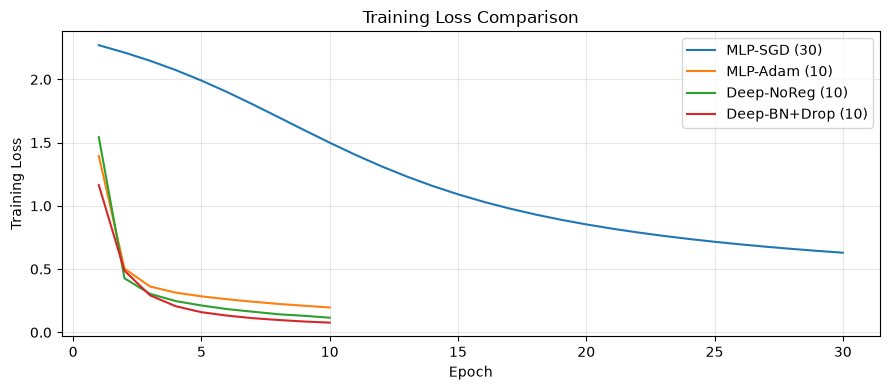 Training Loss Comparison
Training Loss
2.0
1.5
1.0
0.5
0.0
MLP-SGD (30)
MLP-Adam (10)
Deep-NoReg (10)
Deep-BN+Drop (10)
0 5 10 15 20 25 30
Epoch